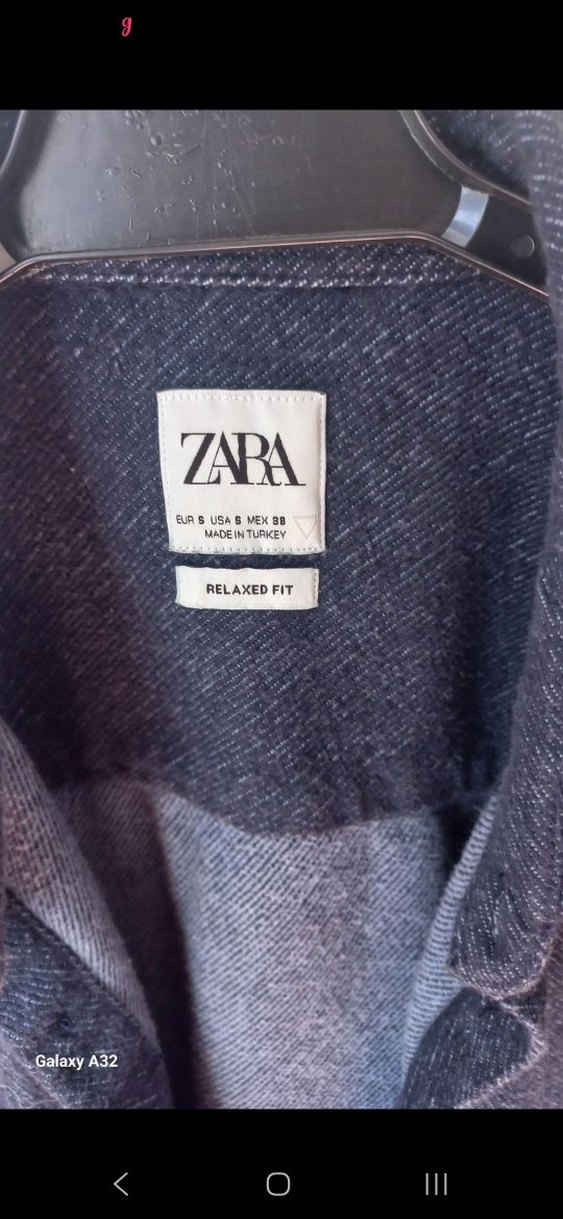 g
ZARA
EUR S USA S MEX 38
MADE IN TURKEY
RELAXED FIT
Galaxy A32